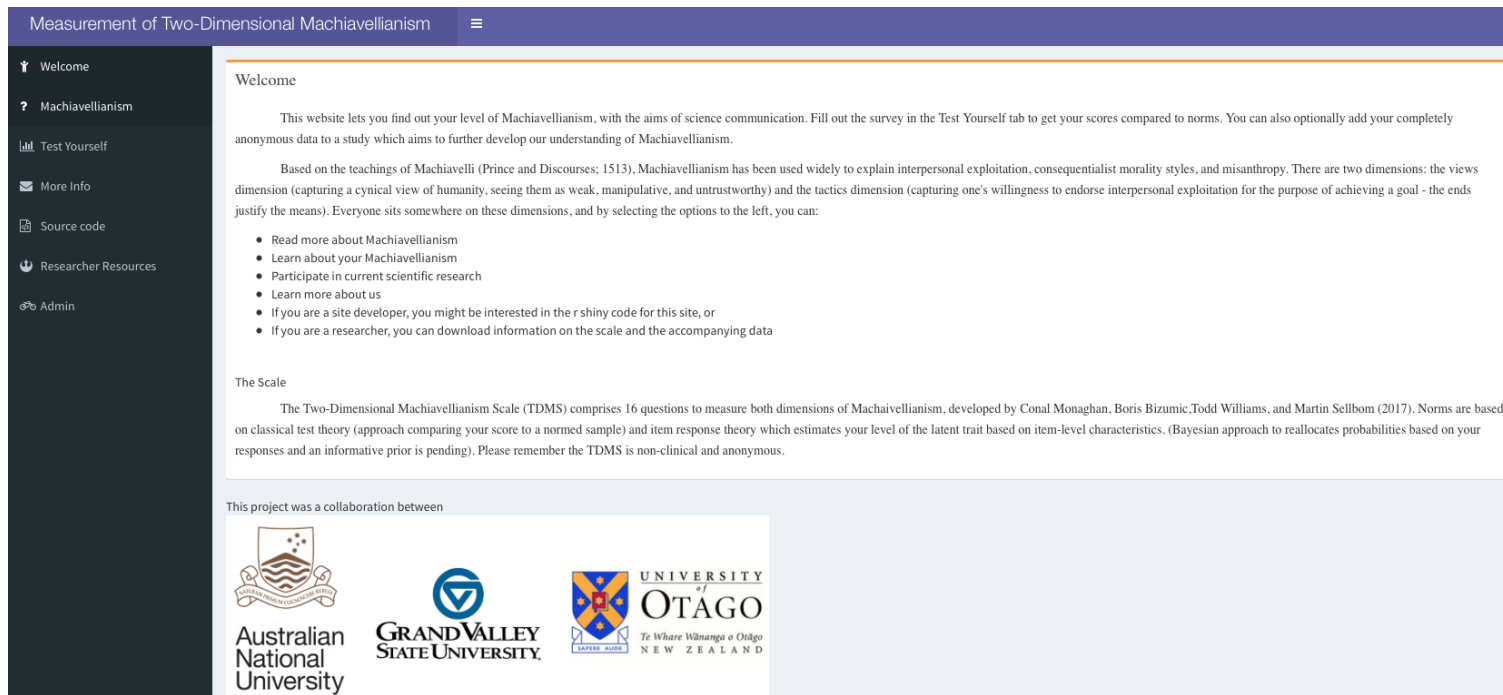 Measurement of Two-Dimensional Machiavellianism
Welcome
Machiavellianism
Test Yourself
More Info
Source code
Researcher Resources
Admin
Welcome
This website lets you find out your level of Machiavellianism, with the aims of science communication. Fill out the survey in the Test Yourself tab to get your scores compared to norms. You can also optionally add your completely
anonymous data to a study which aims to further develop our understanding of Machiavellianism.
Based on the teachings of Machiavelli (Prince and Discourses; 1513), Machiavellianism has been used widely to explain interpersonal exploitation, consequentialist morality styles, and misanthropy. There are two dimensions: the views
dimension (capturing a cynical view of humanity, seeing them as weak, manipulative, and untrustworthy) and the tactics dimension (capturing one's willingness to endorse interpersonal exploitation for the purpose of achieving a goal - the ends
justify the means). Everyone sits somewhere on these dimensions, and by selecting the options to the left, you can:
Read more about Machiavellianism
Learn about your Machiavellianism
Participate in current scientific research
Learn more about us
If you are a site developer, you might be interested in the r shiny code for this site, or
If you are a researcher, you can download information on the scale and the accompanying data
The Scale
The Two-Dimensional Machiavellianism Scale (TDMS) comprises 16 questions to measure both dimensions of Machaivellianism, developed by Conal Monaghan, Boris Bizumic,Todd Williams, and Martin Sellbom (2017). Norms are based
on classical test theory (approach comparing your score to a normed sample) and item response theory which estimates your level of the latent trait based on item-level characteristics. (Bayesian approach to reallocates probabilities based on your
responses and an informative prior is pending). Please remember the TDMS is non-clinical and anonymous.
This project was a collaboration between
NATURAM PRIMUM COGNOSCERE RERUM
Australian
National
University
GRAND VALLEY
STATE UNIVERSITY
SAPERE AUDE
UNIVERSITY
of
OTAGO
Te Whare Wānanga o Otāgo
NEW ZEALAND